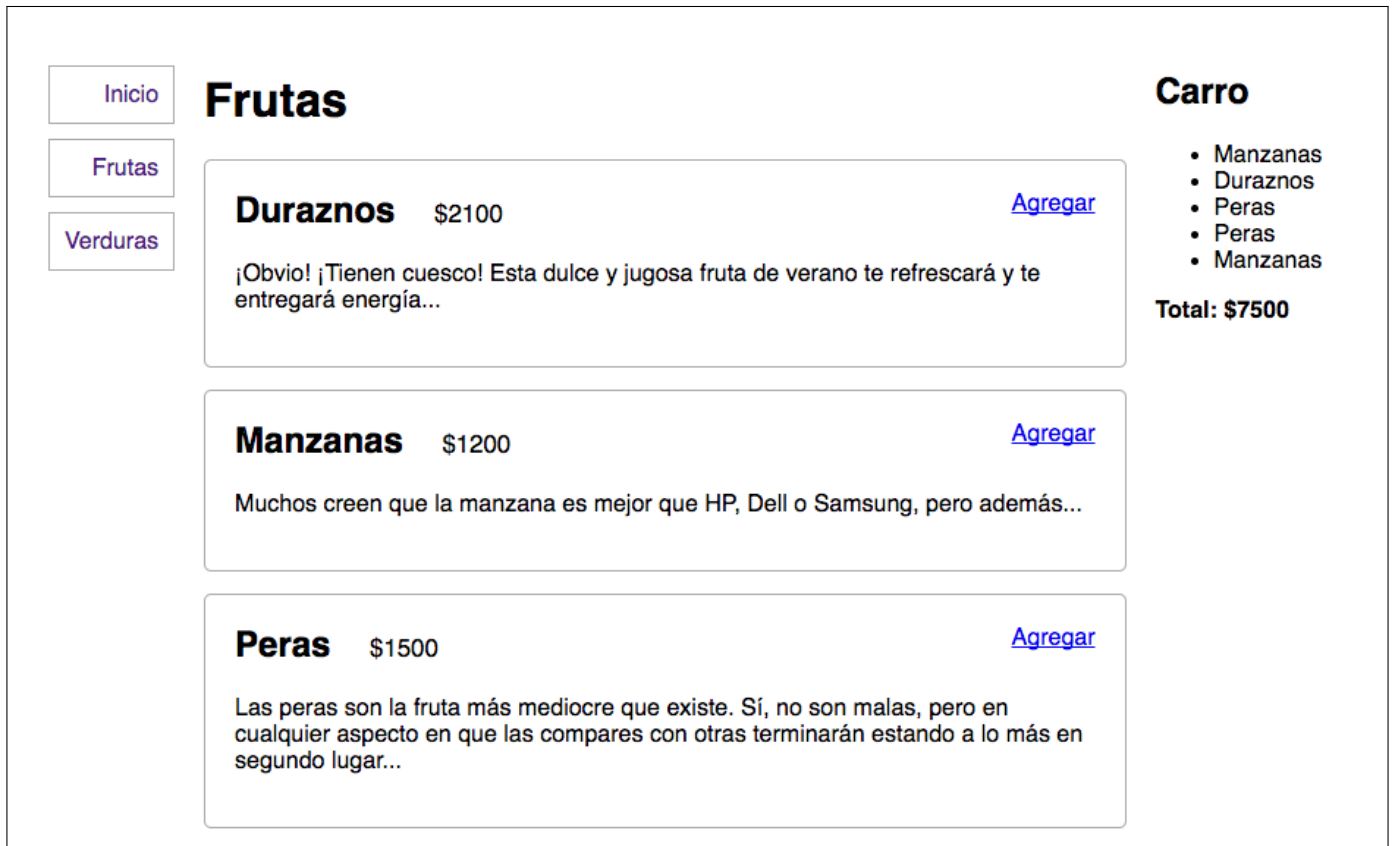 Inicio
Frutas
Verduras
Frutas
Duraznos $2100 Agregar
¡Obvio! ¡Tienen cuesco! Esta dulce y jugosa fruta de verano te refrescará y te
entregará energía...
Manzanas $1200 Agregar
Muchos creen que la manzana es mejor que HP, Dell o Samsung, pero además...
Peras $1500 Agregar
Las peras son la fruta más mediocre que existe. Sí, no son malas, pero en
cualquier aspecto en que las compares con otras terminarán estando a lo más en
segundo lugar...
Carro
• Manzanas
• Duraznos
• Peras
• Peras
• Manzanas
Total: $7500